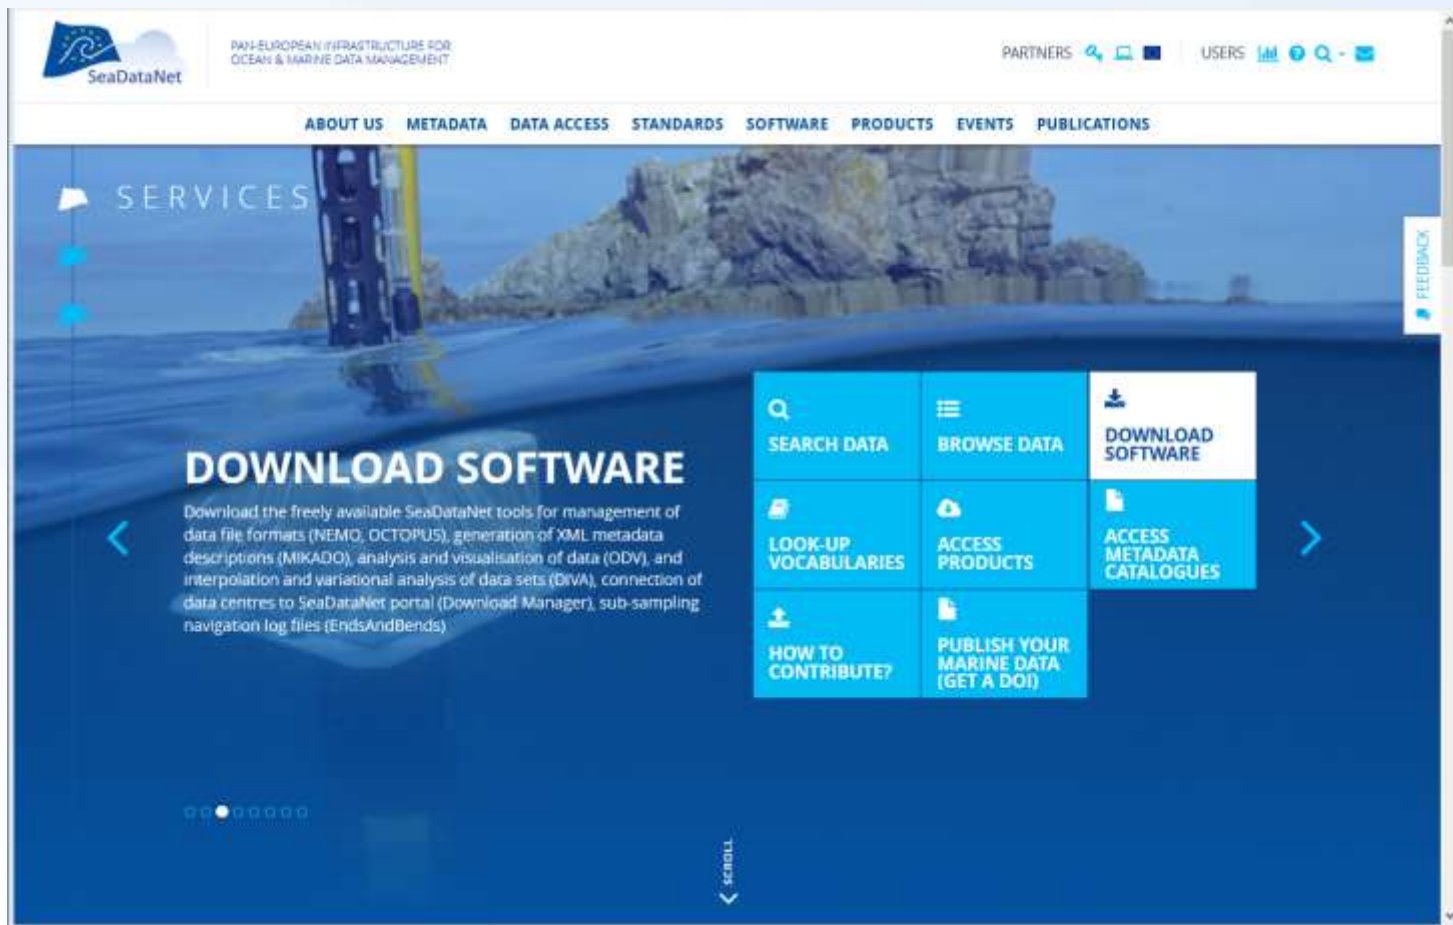 SeaDataNet
PAN-EUROPEAN INFRASTRUCTURE FOR
OCEAN & MARINE DATA MANAGEMENT
PARTNERS
USERS
ABOUT US METADATA DATA ACCESS STANDARDS SOFTWARE PRODUCTS EVENTS PUBLICATIONS
SERVICES
FEEDBACK
DOWNLOAD SOFTWARE
Download the freely available SeaDataNet tools for management of
data file formats (NEMO, OCTOPUS), generation of XML metadata
descriptions (MIKADO), analysis and visualisation of data (ODV), and
interpolation and variational analysis of data sets (DIVA), connection of
data centres to SeaDataNet portal (Download Manager), sub-sampling
navigation log files (EndsAndBends)
SEARCH DATA
BROWSE DATA
DOWNLOAD
SOFTWARE
LOOK-UP
VOCABULARIES
ACCESS
PRODUCTS
ACCESS
METADATA
CATALOGUES
HOW TO
CONTRIBUTE?
PUBLISH YOUR
MARINE DATA
(GET A DOI)
SCROLL